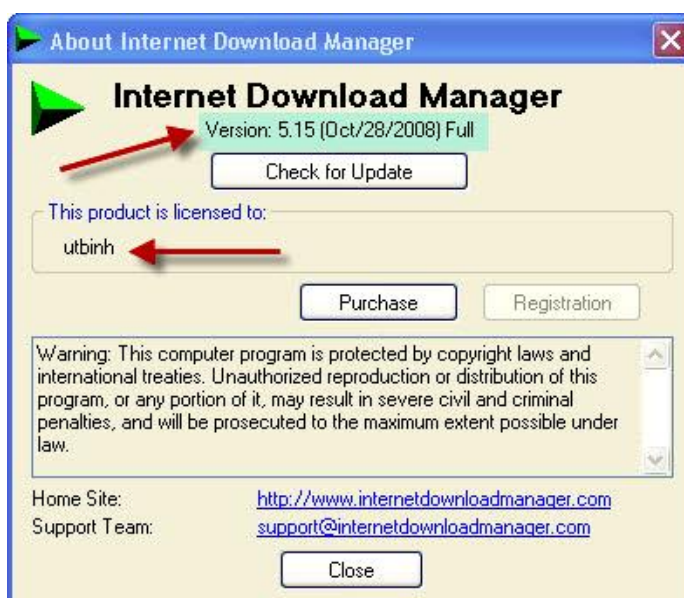 About Internet Download Manager
Internet Download Manager
Version: 5.15 (Oct/28/2008) Full
Check for Update
This product is licensed to:
utbinh
Purchase
Registration
Warning: This computer program is protected by copyright laws and
international treaties. Unauthorized reproduction or distribution of this
program, or any portion of it, may result in severe civil and criminal
penalties, and will be prosecuted to the maximum extent possible under
law.
Home Site: http://www.internetdownloadmanager.com
Support Team: support@internetdownloadmanager.com
Close